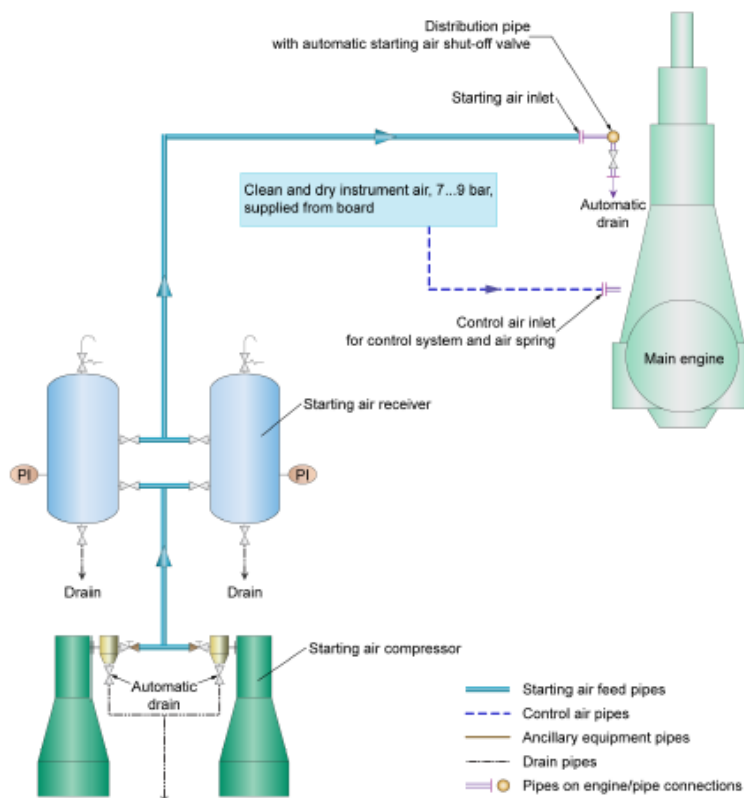 Distribution pipe
with automatic starting air shut-off valve
Starting air inlet
Clean and dry instrument air, 7...9 bar,
supplied from board
Automatic
drain
Control air inlet
for control system and air spring
Main engine
Starting air receiver
PI
PI
Drain
Drain
Starting air compressor
Automatic
drain
Starting air feed pipes
Control air pipes
Ancillary equipment pipes
Drain pipes
Pipes on engine/pipe connections